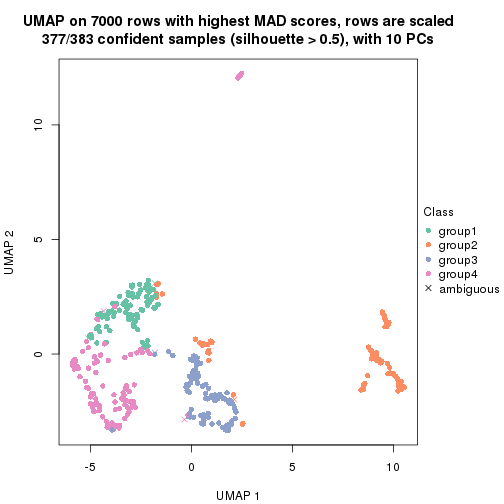 UMAP on 7000 rows with highest MAD scores, rows are scaled
377/383 confident samples (silhouette > 0.5), with 10 PCs
10
5
0
UMAP 2
-5
0
5
10
UMAP 1
Class
group1
group2
group3
group4
ambiguous